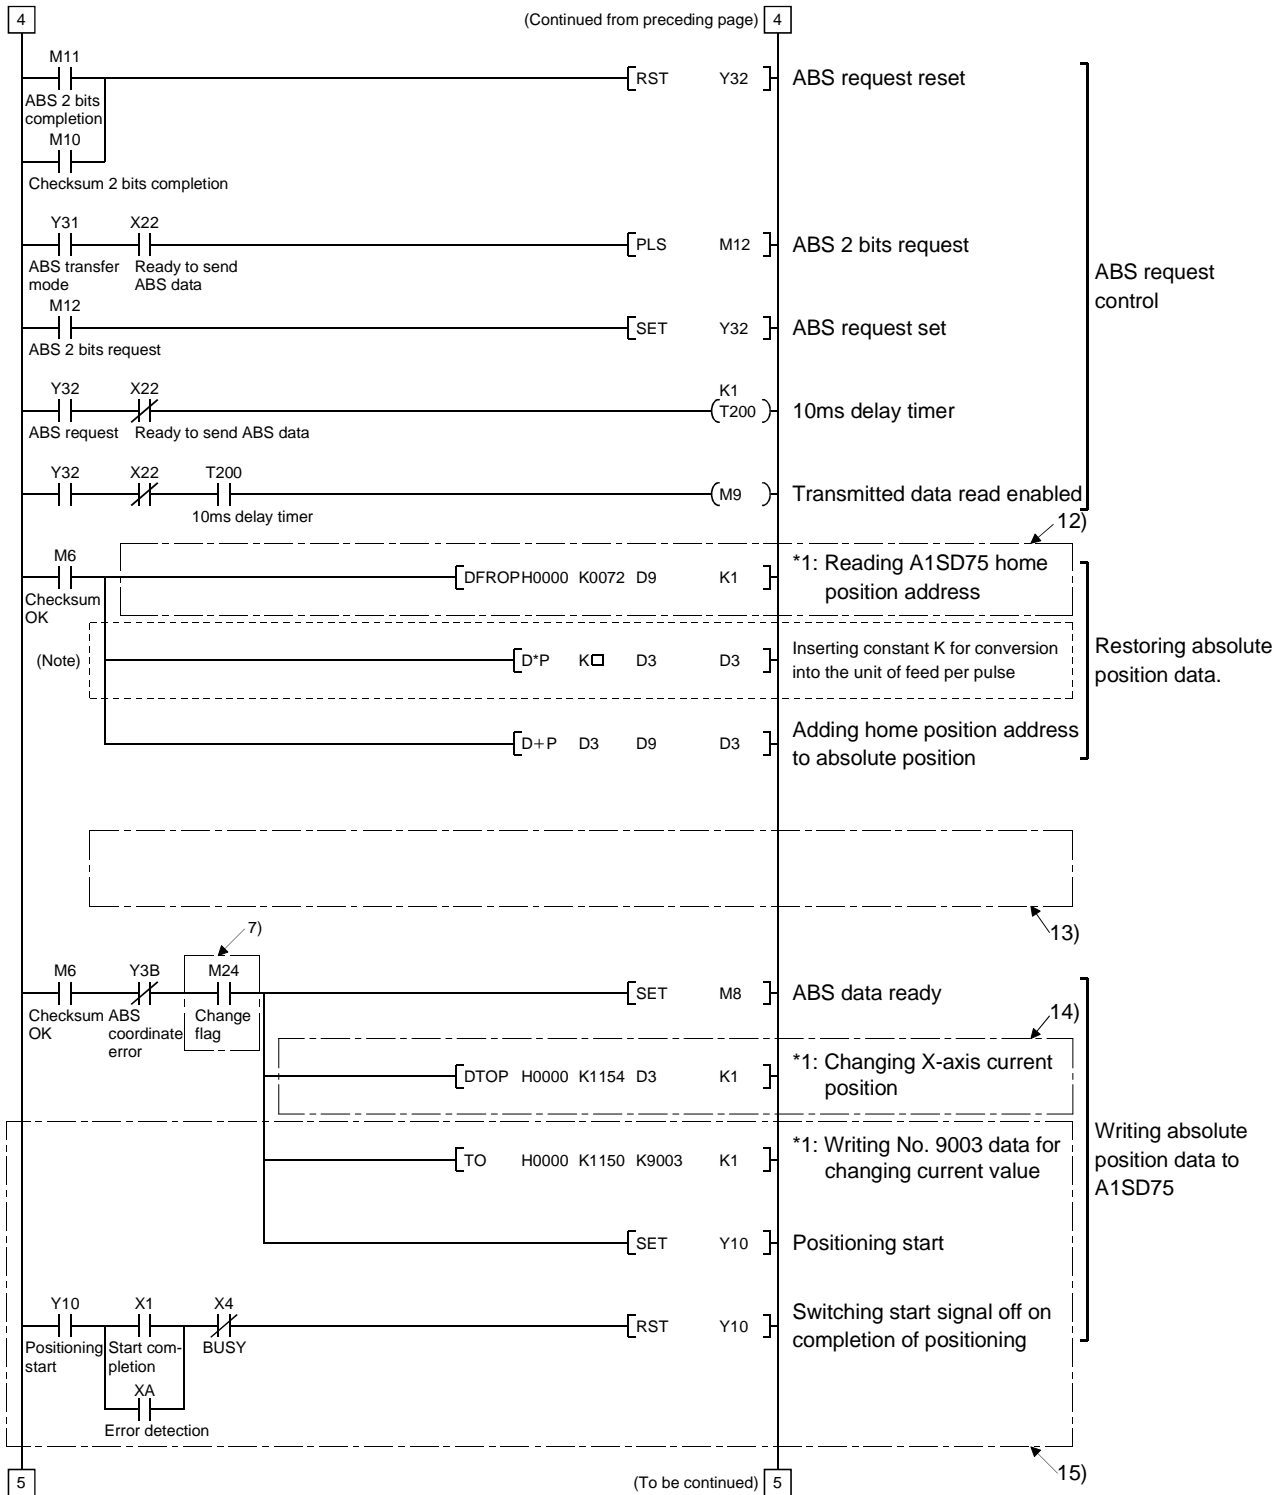 4
(Continued from preceding page)
4
M11
RST Y32
ABS request reset
ABS 2 bits
completion
M10
Checksum 2 bits completion
Y31 X22
PLS M12
ABS 2 bits request
ABS transfer
mode
Ready to send
ABS data
ABS request
control
M12
SET Y32
ABS request set
ABS 2 bits request
Y32 X22
K1
T200
10ms delay timer
ABS request
Ready to send ABS data
Y32 X22 T200
M9
Transmitted data read enabled
10ms delay timer
12)
M6
DFROPH0000 K0072 D9 K1
*1: Reading A1SD75 home
position address
Checksum
OK
(Note)
D*P K□ D3 D3
Inserting constant K for conversion
into the unit of feed per pulse
Restoring absolute
position data.
D+P D3 D9 D3
Adding home position address
to absolute position
13)
7)
M6 Y3B M24
SET M8
ABS data ready
Checksum
OK
ABS
coordinate
error
Change
flag
14)
DTOP H0000 K1154 D3 K1
*1: Changing X-axis current
position
TO H0000 K1150 K9003 K1
*1: Writing No. 9003 data for
changing current value
Writing absolute
position data to
A1SD75
SET Y10
Positioning start
Y10 X1 X4
RST Y10
Switching start signal off on
completion of positioning
Positioning
start
Start com-
pletion
BUSY
XA
Error detection
15)
5
(To be continued)
5